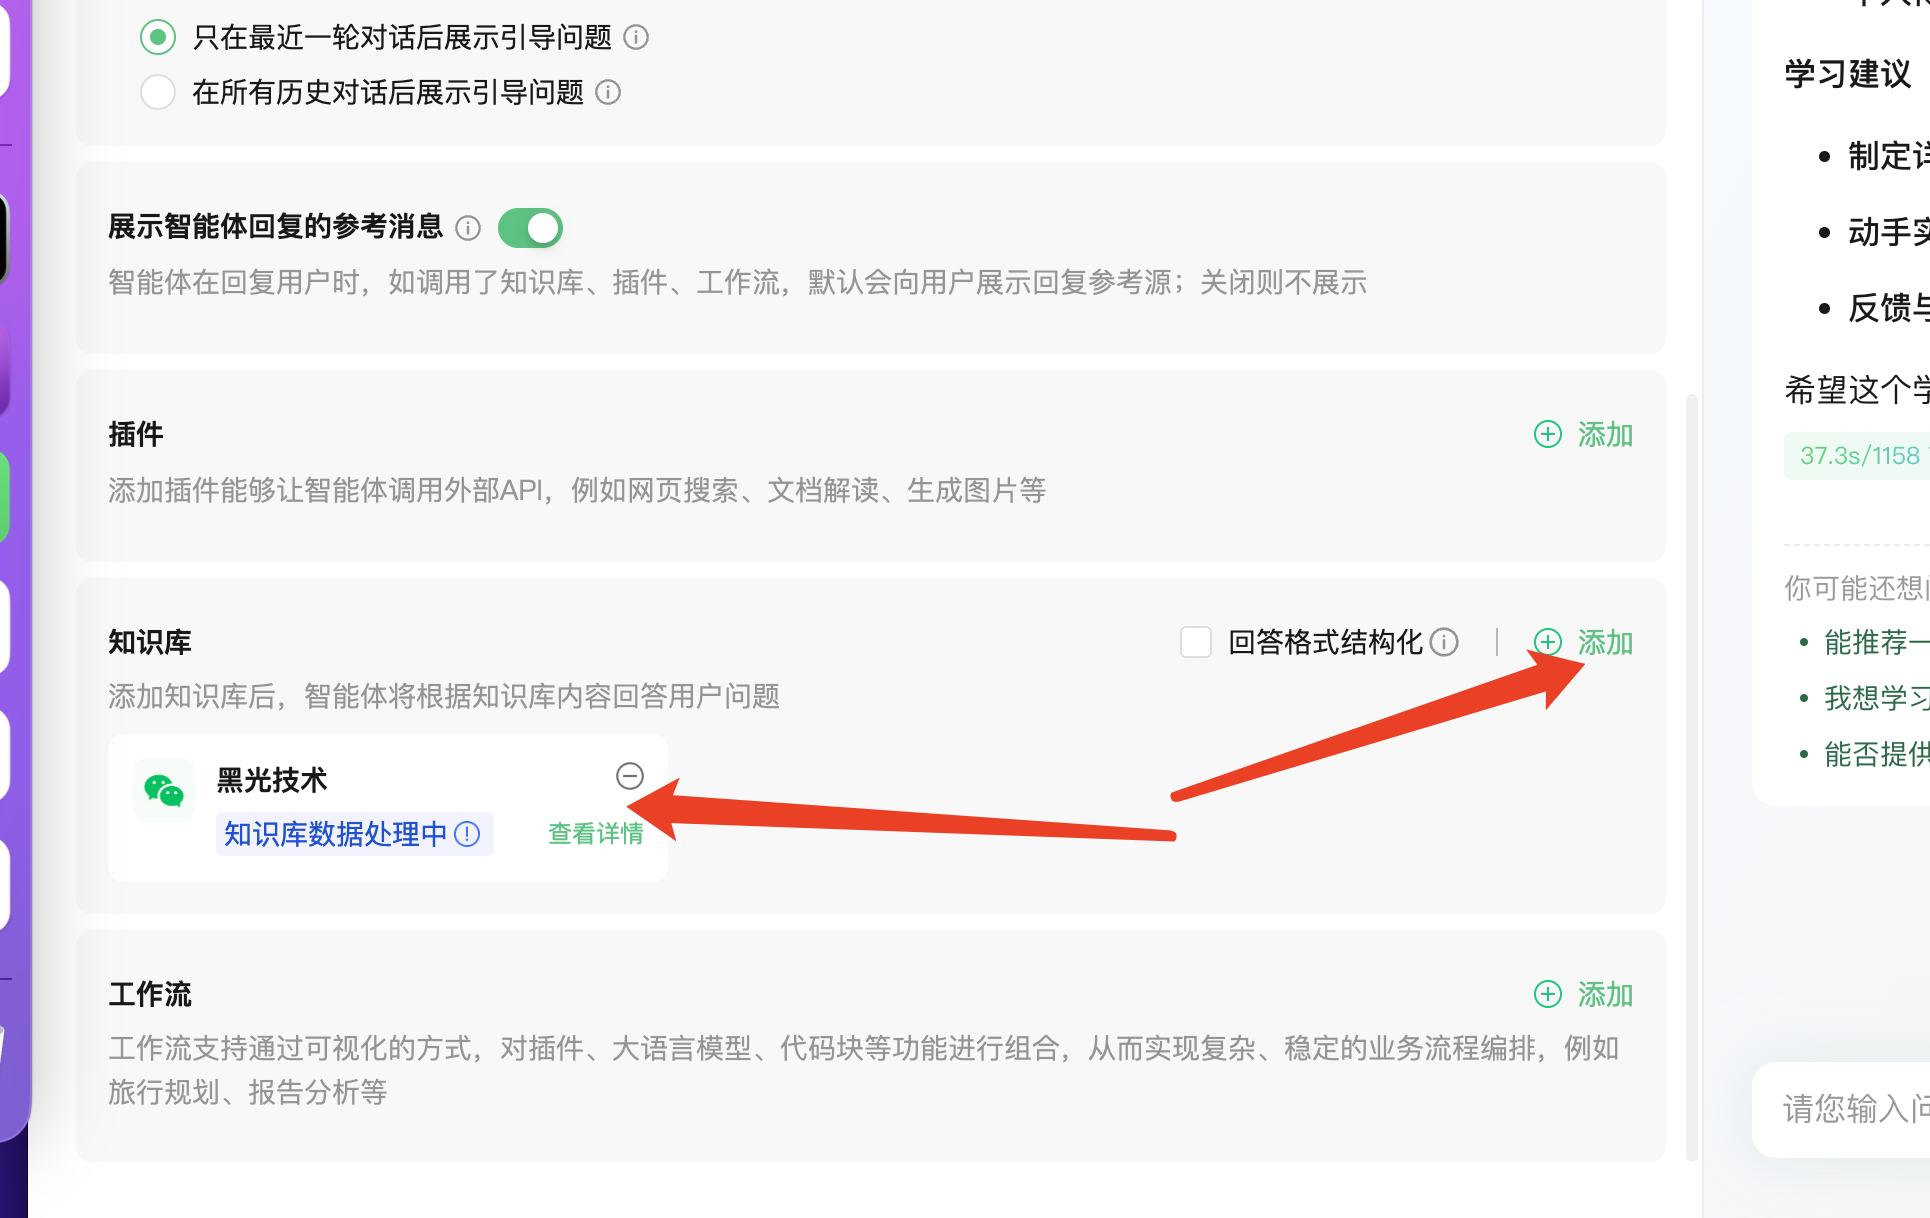 只在最近一轮对话后展示引导问题
在所有历史对话后展示引导问题
展示智能体回复的参考消息
智能体在回复用户时，如调用了知识库、插件、工作流，默认会向用户展示回复参考源；关闭则不展示
插件
添加
添加插件能够让智能体调用外部API，例如网页搜索、文档解读、生成图片等
知识库
回答格式结构化
添加
添加知识库后，智能体将根据知识库内容回答用户问题
黑光技术
知识库数据处理中
查看详情
工作流
添加
工作流支持通过可视化的方式，对插件、大语言模型、代码块等功能进行组合，从而实现复杂、稳定的业务流程编排，例如
旅行规划、报告分析等
学习建议
制定详
动手实
反馈与
希望这个学
37.3s/1158
你可能还想问
能推荐一
我想学习
能否提供
请您输入问